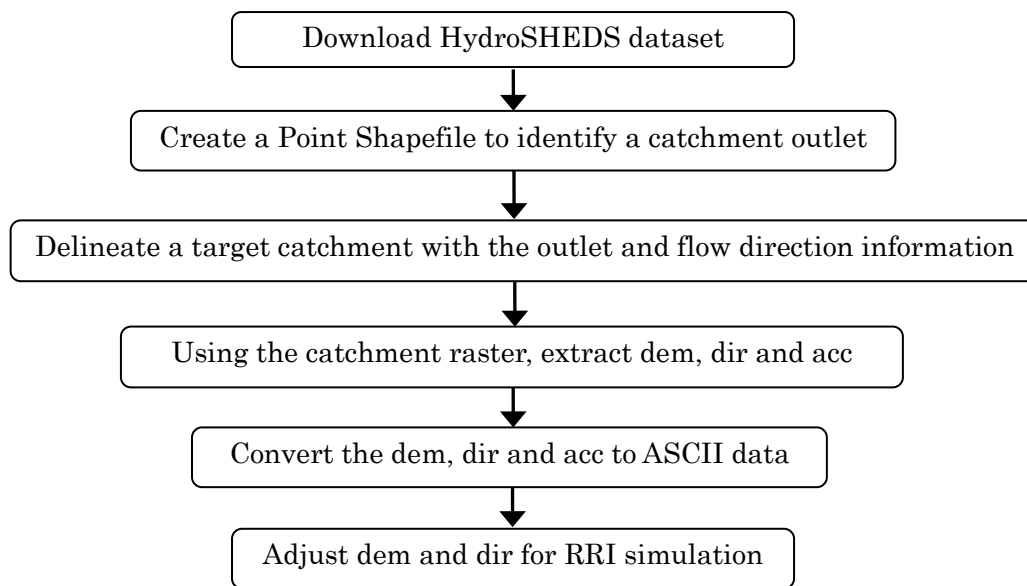 Download HydroSHEDS dataset
Create a Point Shapefile to identify a catchment outlet
Delineate a target catchment with the outlet and flow direction information
Using the catchment raster, extract dem, dir and acc
Convert the dem, dir and acc to ASCII data
Adjust dem and dir for RRI simulation